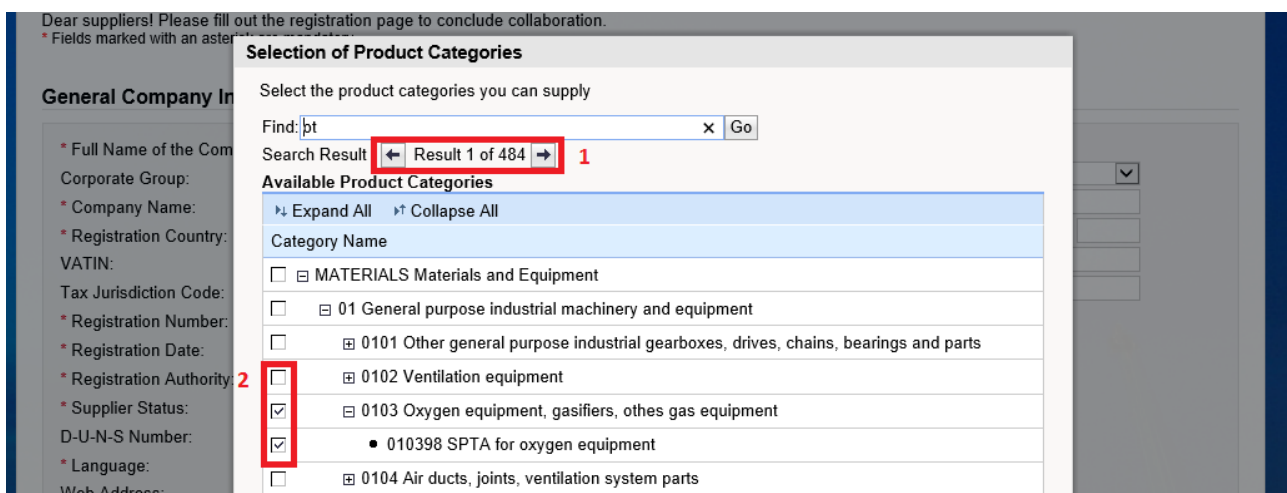 Dear suppliers! Please fill out the registration page to conclude collaboration.
* Fields marked with an asterisk are mandatory
Selection of Product Categories
General Company In
Select the product categories you can supply
Find: pt × Go
Search Result Result 1 of 484 1
Available Product Categories
Expand All Collapse All
Category Name
MATERIALS Materials and Equipment
01 General purpose industrial machinery and equipment
0101 Other general purpose industrial gearboxes, drives, chains, bearings and parts
0102 Ventilation equipment
2
0103 Oxygen equipment, gasifiers, othes gas equipment
• 010398 SPTA for oxygen equipment
0104 Air ducts, joints, ventilation system parts
* Full Name of the Com
Corporate Group:
* Company Name:
* Registration Country:
VATIN:
Tax Jurisdiction Code:
* Registration Number:
* Registration Date:
* Registration Authority:
* Supplier Status:
D-U-N-S Number:
* Language:
Web Address: